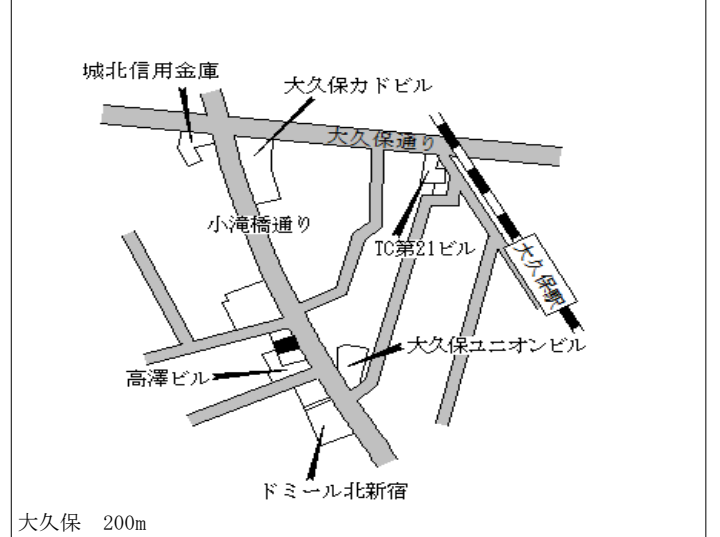 城北信用金庫
大久保カドビル
大久保通り
小滝橋通り
TC第21ビル
大久保駅
大久保ユニオンビル
高澤ビル
ドミール北新宿
大久保　200m